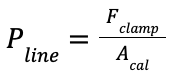 P_line = F_clamp / A_cal